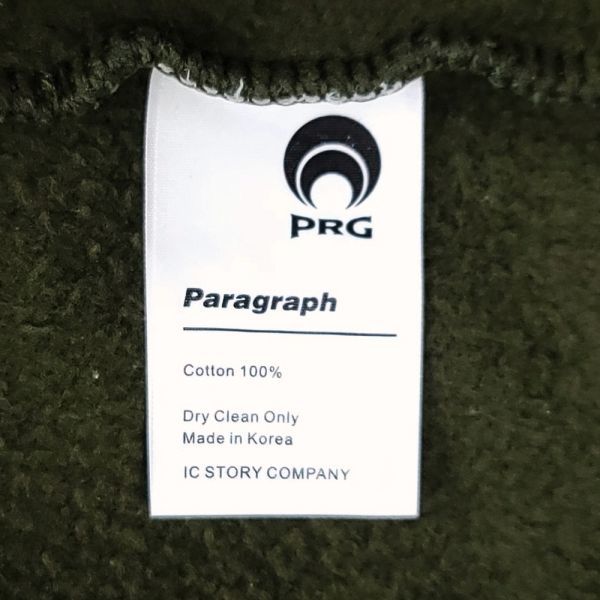 PRG
Paragraph
Cotton 100%
Dry Clean Only
Made in Korea
IC STORY COMPANY